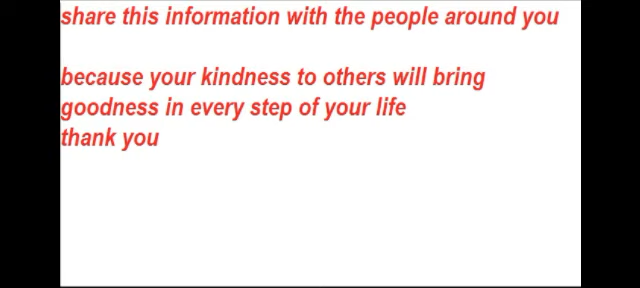 share this information with the people around you
because your kindness to others will bring
goodness in every step of your life
thank you